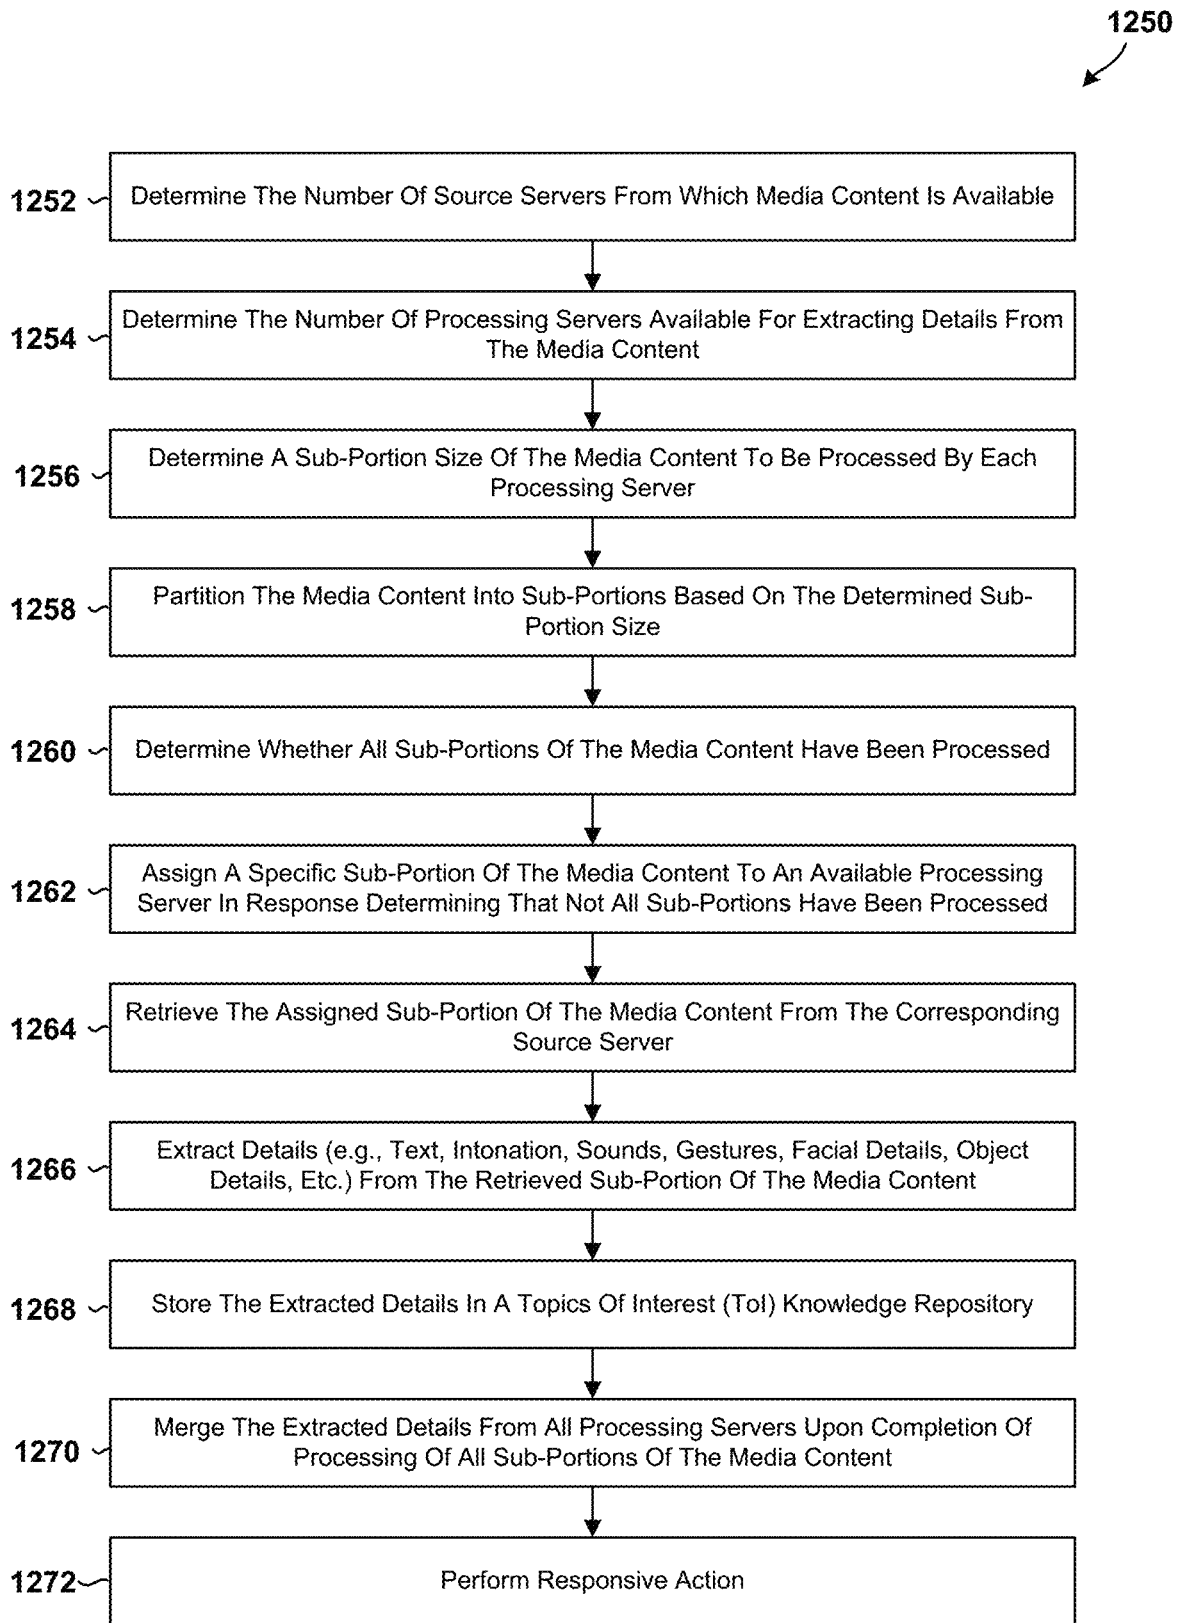 1250
1252
Determine The Number Of Source Servers From Which Media Content Is Available
1254
Determine The Number Of Processing Servers Available For Extracting Details From
The Media Content
1256
Determine A Sub-Portion Size Of The Media Content To Be Processed By Each
Processing Server
1258
Partition The Media Content Into Sub-Portions Based On The Determined Sub-
Portion Size
1260
Determine Whether All Sub-Portions Of The Media Content Have Been Processed
1262
Assign A Specific Sub-Portion Of The Media Content To An Available Processing
Server In Response Determining That Not All Sub-Portions Have Been Processed
1264
Retrieve The Assigned Sub-Portion Of The Media Content From The Corresponding
Source Server
1266
Extract Details (e.g., Text, Intonation, Sounds, Gestures, Facial Details, Object
Details, Etc.) From The Retrieved Sub-Portion Of The Media Content
1268
Store The Extracted Details In A Topics Of Interest (ToI) Knowledge Repository
1270
Merge The Extracted Details From All Processing Servers Upon Completion Of
Processing Of All Sub-Portions Of The Media Content
1272
Perform Responsive Action